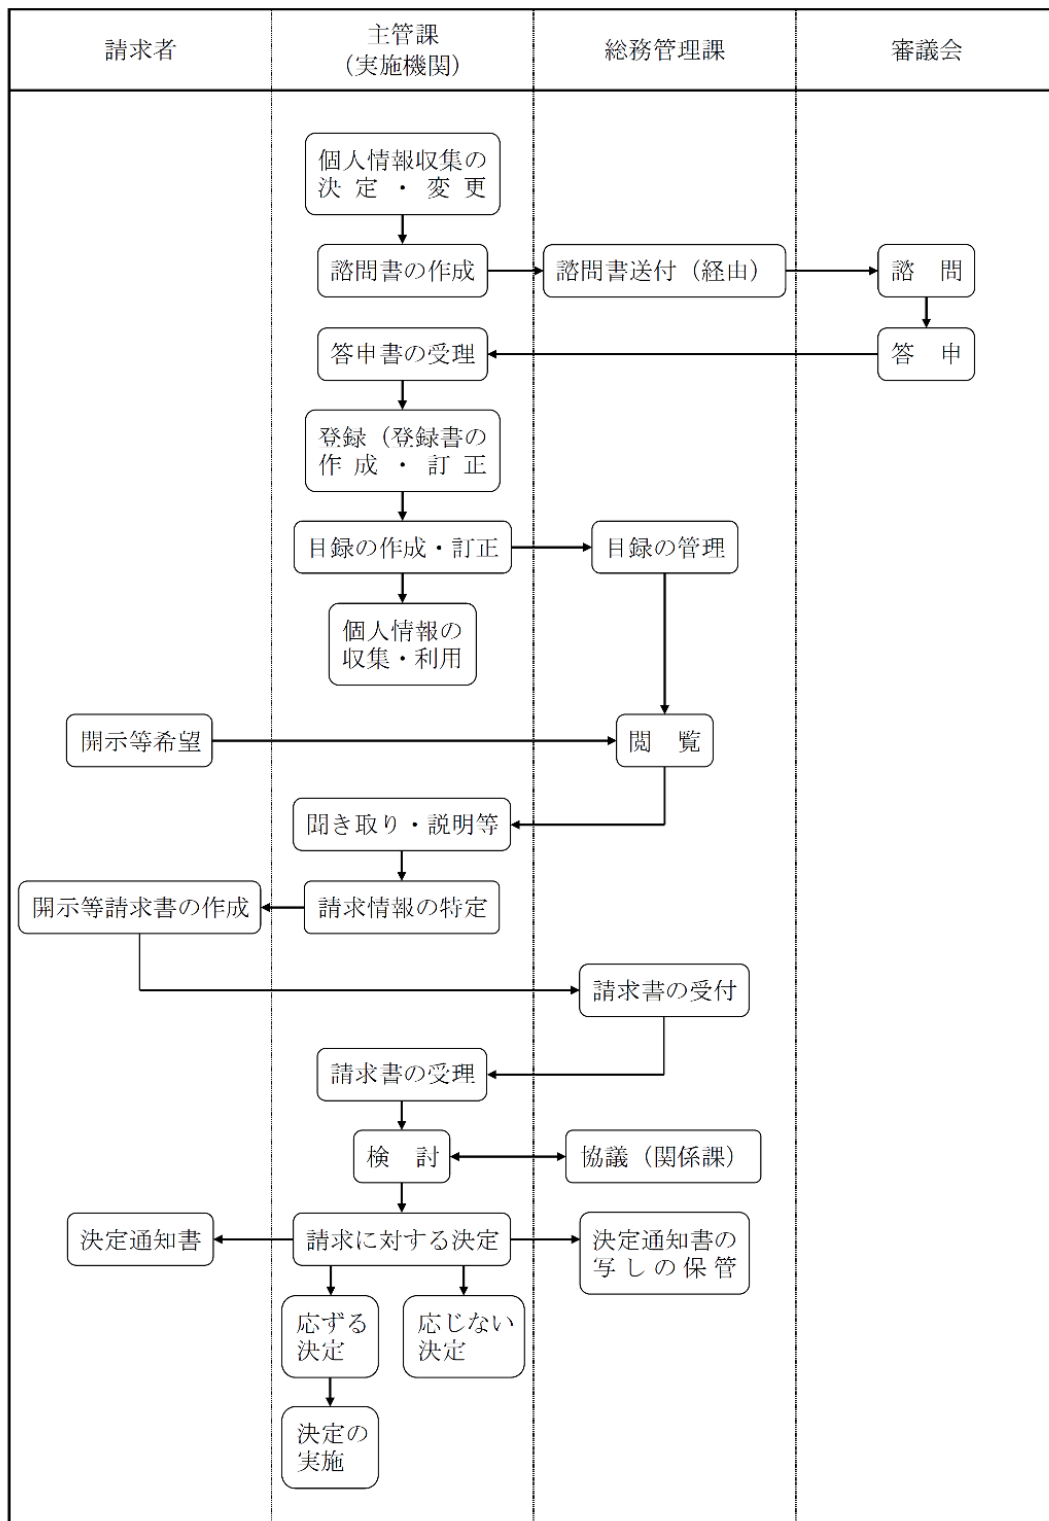 請求者
主管課
（実施機関）
総務管理課
審議会
個人情報収集の
決定・変更
諮問書の作成
諮問書送付（経由）
諮　問
答申書の受理
答　申
登録（登録書の
作成・訂正
目録の作成・訂正
目録の管理
個人情報の
収集・利用
開示等希望
閲　覧
聞き取り・説明等
開示等請求書の作成
請求情報の特定
請求書の受付
請求書の受理
検　討
協議（関係課）
決定通知書
請求に対する決定
決定通知書の
写しの保管
応ずる
決定
応じない
決定
決定の
実施